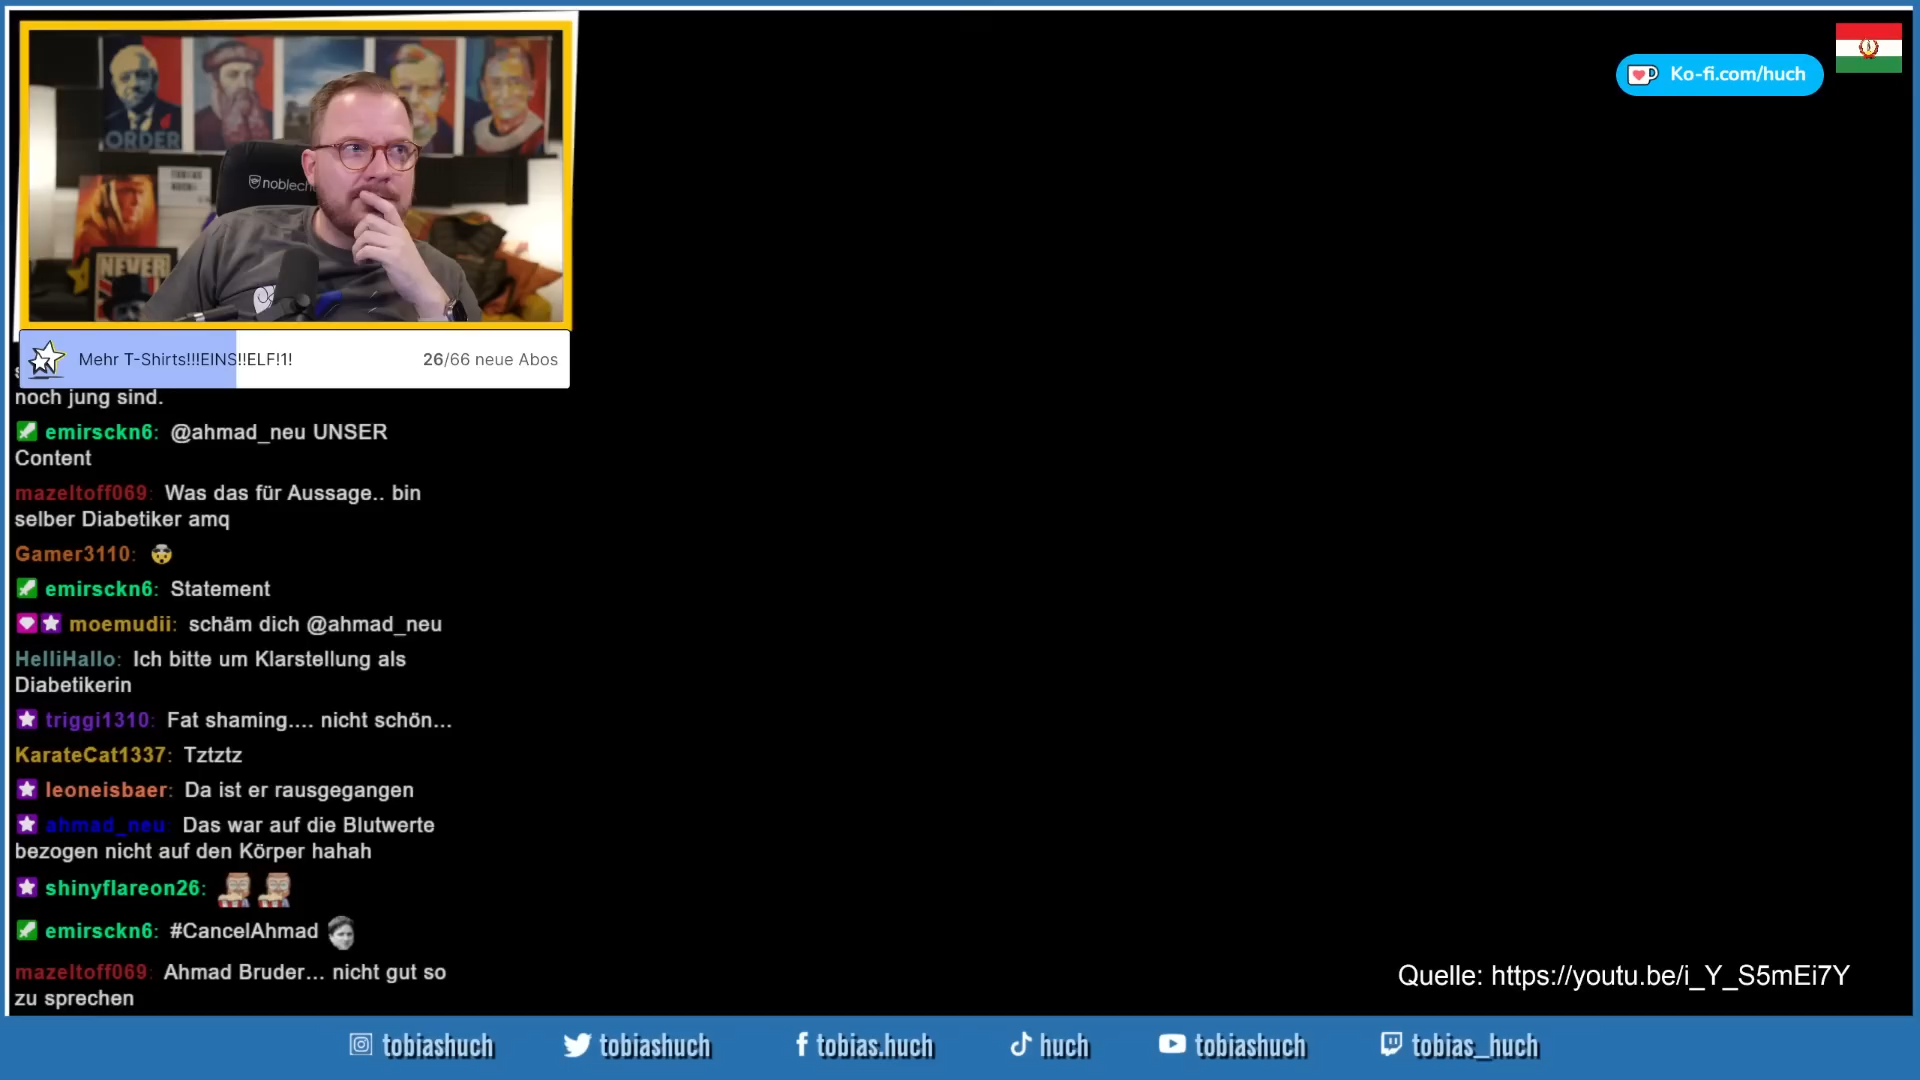 ORDER
noblech
NEVER
Mehr T-Shirts!!!EINS!!ELF!1!
26/66 neue Abos
Ko-fi.com/huch
noch jung sind.
emirsckn6: @ahmad_neu UNSER
Content
mazeltoff069: Was das für Aussage.. bin
selber Diabetiker amq
Gamer3110:
emirsckn6: Statement
moemudii: schäm dich @ahmad_neu
HelliHallo: Ich bitte um Klarstellung als
Diabetikerin
triggi1310: Fat shaming.... nicht schön...
KarateCat1337: Tztztz
leoneisbaer: Da ist er rausgegangen
ahmad_neu: Das war auf die Blutwerte
bezogen nicht auf den Körper hahah
shinyflareon26:
emirsckn6: #CancelAhmad
mazeltoff069: Ahmad Bruder... nicht gut so
zu sprechen
Quelle: https://youtu.be/i_Y_S5mEi7Y
tobiashuch
tobiashuch
tobias.huch
huch
tobiashuch
tobias_huch